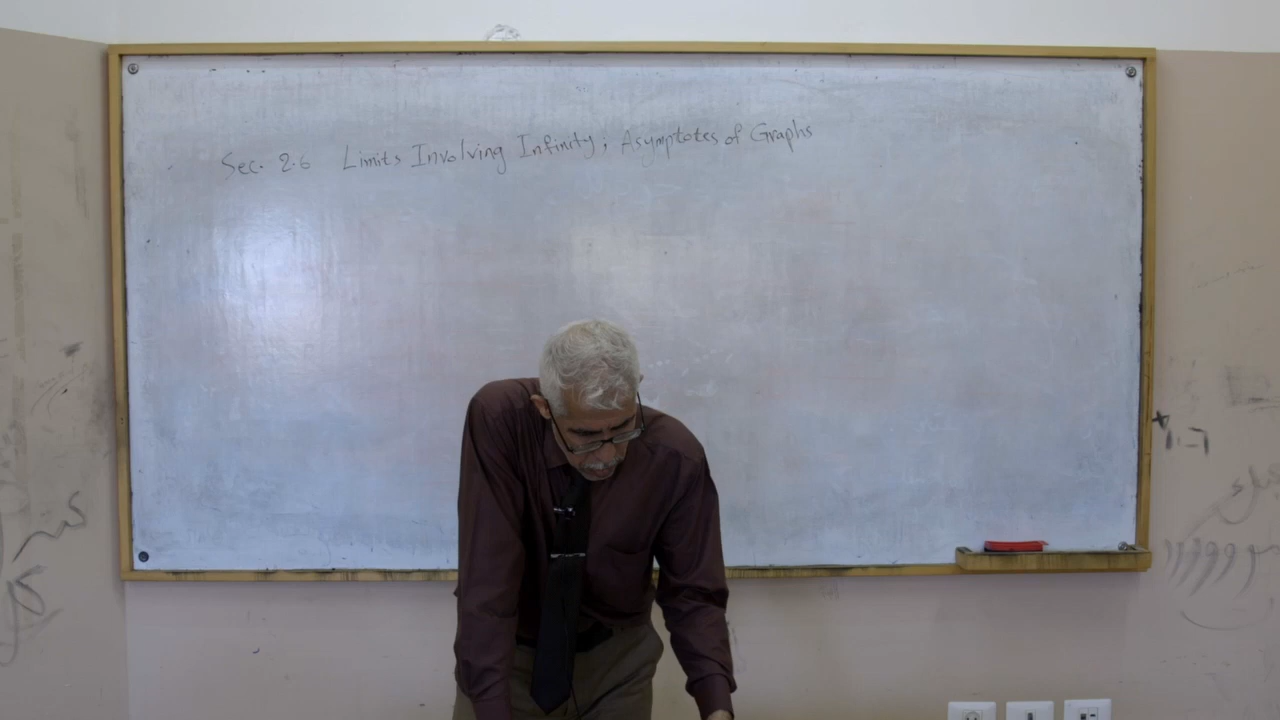 Sec. 2.6 Limits Involving Infinity; Asymptotes of Graphs